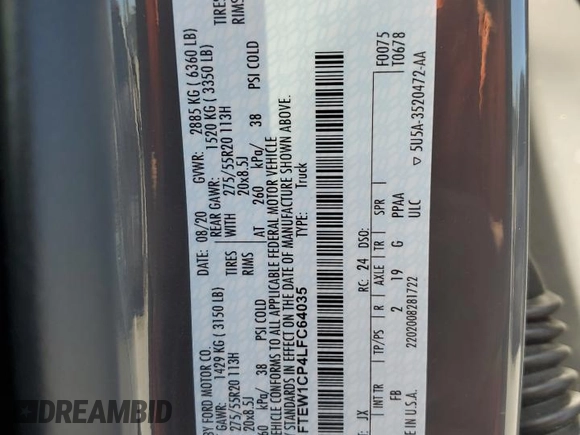 BY FORD MOTOR CO.
DATE: 08/20 GVWR: 2885 KG ( 6360 LB)
GAWR: 1429 KG ( 3150 LB) REAR GAWR: 1520 KG ( 3350 LB)
275/55R20 113H TIRES WITH 275/55R20 113H TIRES
20x8.5J RIMS 20x8.5J RIMS
260 kPa/ 38 PSI COLD AT 260 kPa/ 38 PSI COLD
VEHICLE CONFORMS TO ALL APPLICABLE FEDERAL MOTOR VEHICLE
STANDARDS IN EFFECT ON THE DATE OF MANUFACTURE SHOWN ABOVE.
FTEW1CP4LFC64035 TYPE: Truck
F0075
T0678
JX RC: 24 DSO:
INT TR TP/PS R AXLE TR SPR
FB 2 19 G PPAA
IN U.S.A. 2202008281722 ULC
▽ 5U5A-3520472-AA
DREAMBID